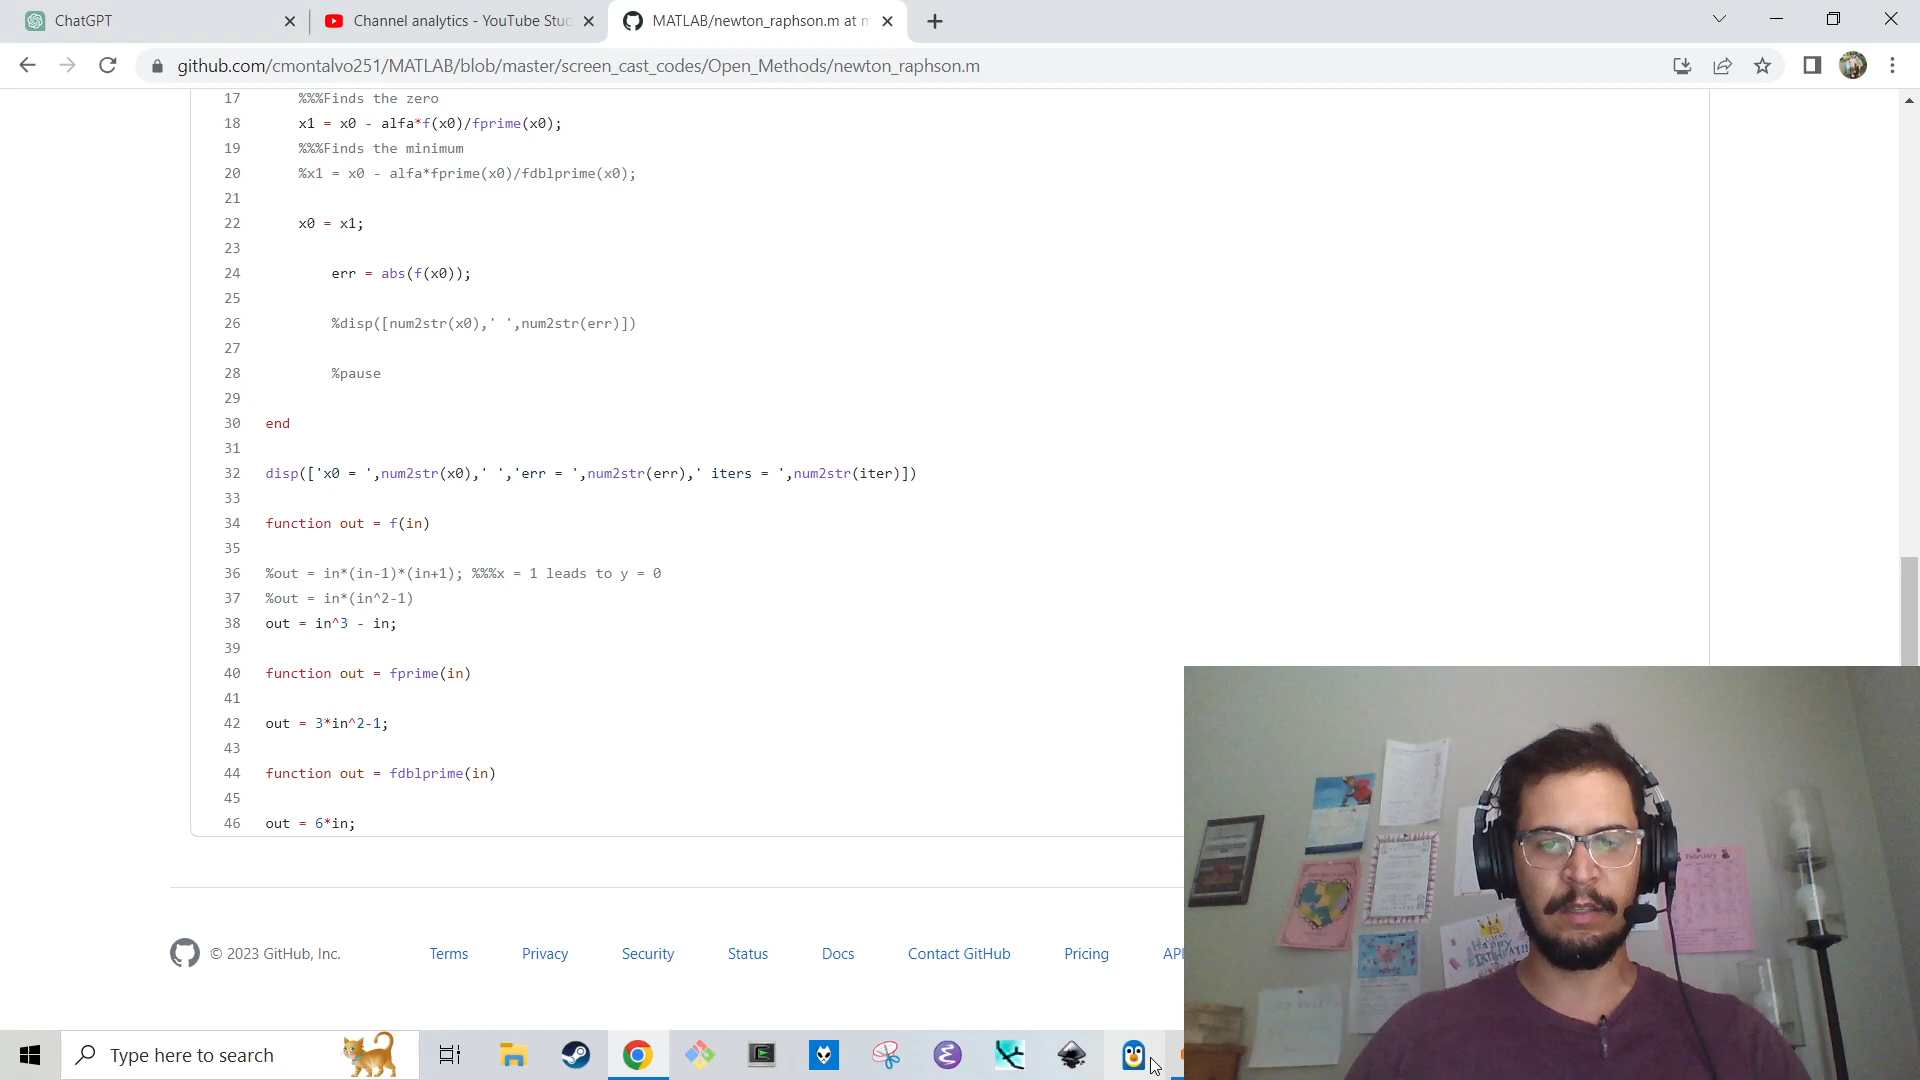 ChatGPT
Channel analytics - YouTube Stud
MATLAB/newton_raphson.m at m
github.com/cmontalvo251/MATLAB/blob/master/screen_cast_codes/Open_Methods/newton_raphson.m
17 %%%Finds the zero
18 x1 = x0 - alfa*f(x0)/fprime(x0);
19 %%%Finds the minimum
20 %x1 = x0 - alfa*fprime(x0)/fdblprime(x0);
21
22 x0 = x1;
23
24 err = abs(f(x0));
25
26 %disp([num2str(x0),' ',num2str(err)])
27
28 %pause
29
30 end
31
32 disp(['x0 = ',num2str(x0),' ','err = ',num2str(err),' iters = ',num2str(iter)])
33
34 function out = f(in)
35
36 %out = in*(in-1)*(in+1); %%%x = 1 leads to y = 0
37 %out = in*(in^2-1)
38 out = in^3 - in;
39
40 function out = fprime(in)
41
42 out = 3*in^2-1;
43
44 function out = fdblprime(in)
45
46 out = 6*in;
© 2023 GitHub, Inc. Terms Privacy Security Status Docs Contact GitHub Pricing API
February
Happy
BIRTHDAY!!
Type here to search